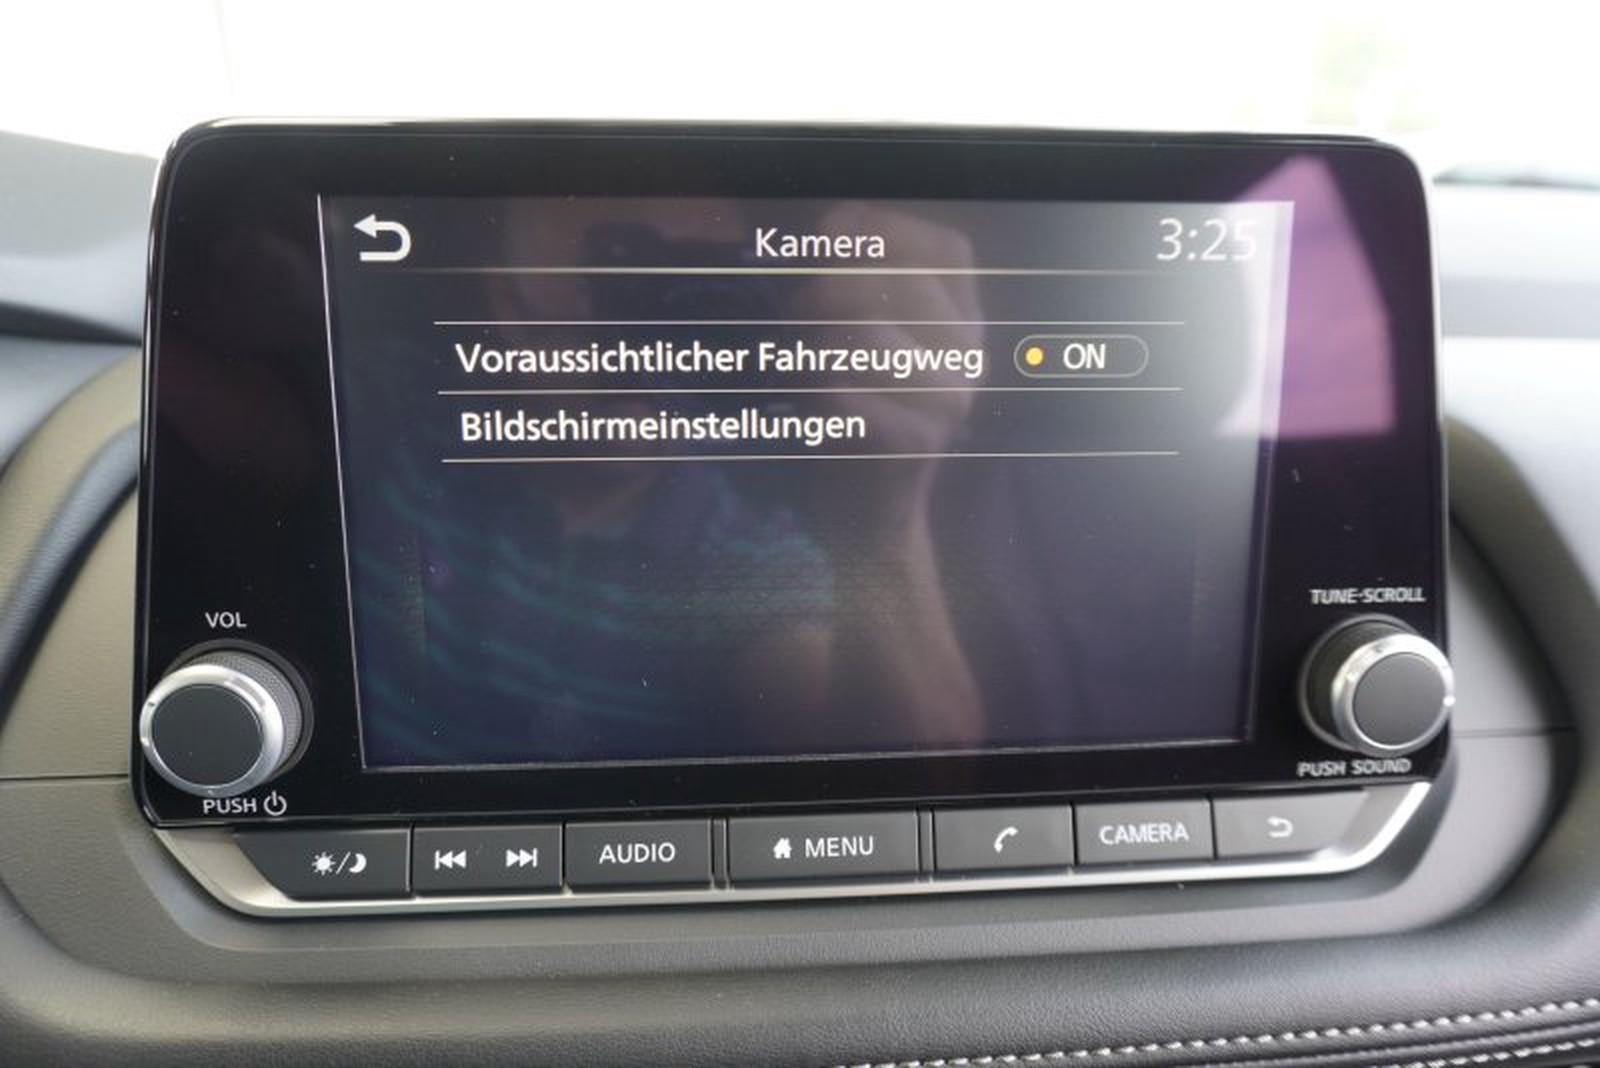 Kamera 3:25
Voraussichtlicher Fahrzeugweg ON
Bildschirmeinstellungen
VOL
TUNE·SCROLL
PUSH
PUSH SOUND
AUDIO
MENU
CAMERA